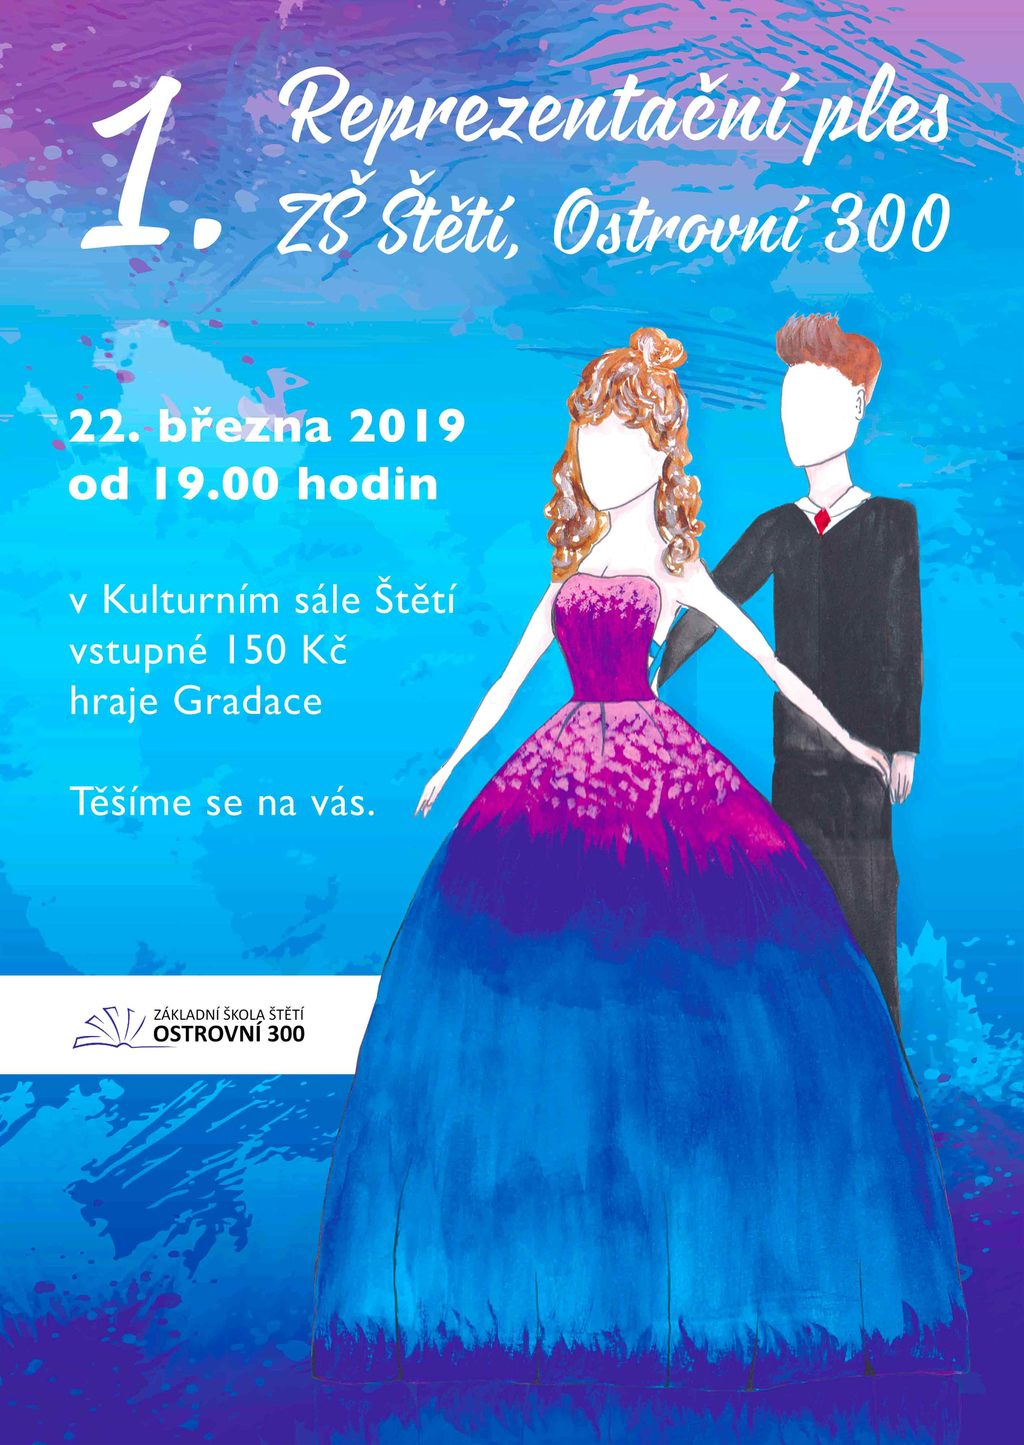 1. Reprezentační ples
ZŠ Štětí, Ostrovní 300
22. března 2019
od 19.00 hodin
v Kulturním sále Štětí
vstupné 150 Kč
hraje Gradace
Těšíme se na vás.
ZÁKLADNÍ ŠKOLA ŠTĚTÍ
OSTROVNÍ 300